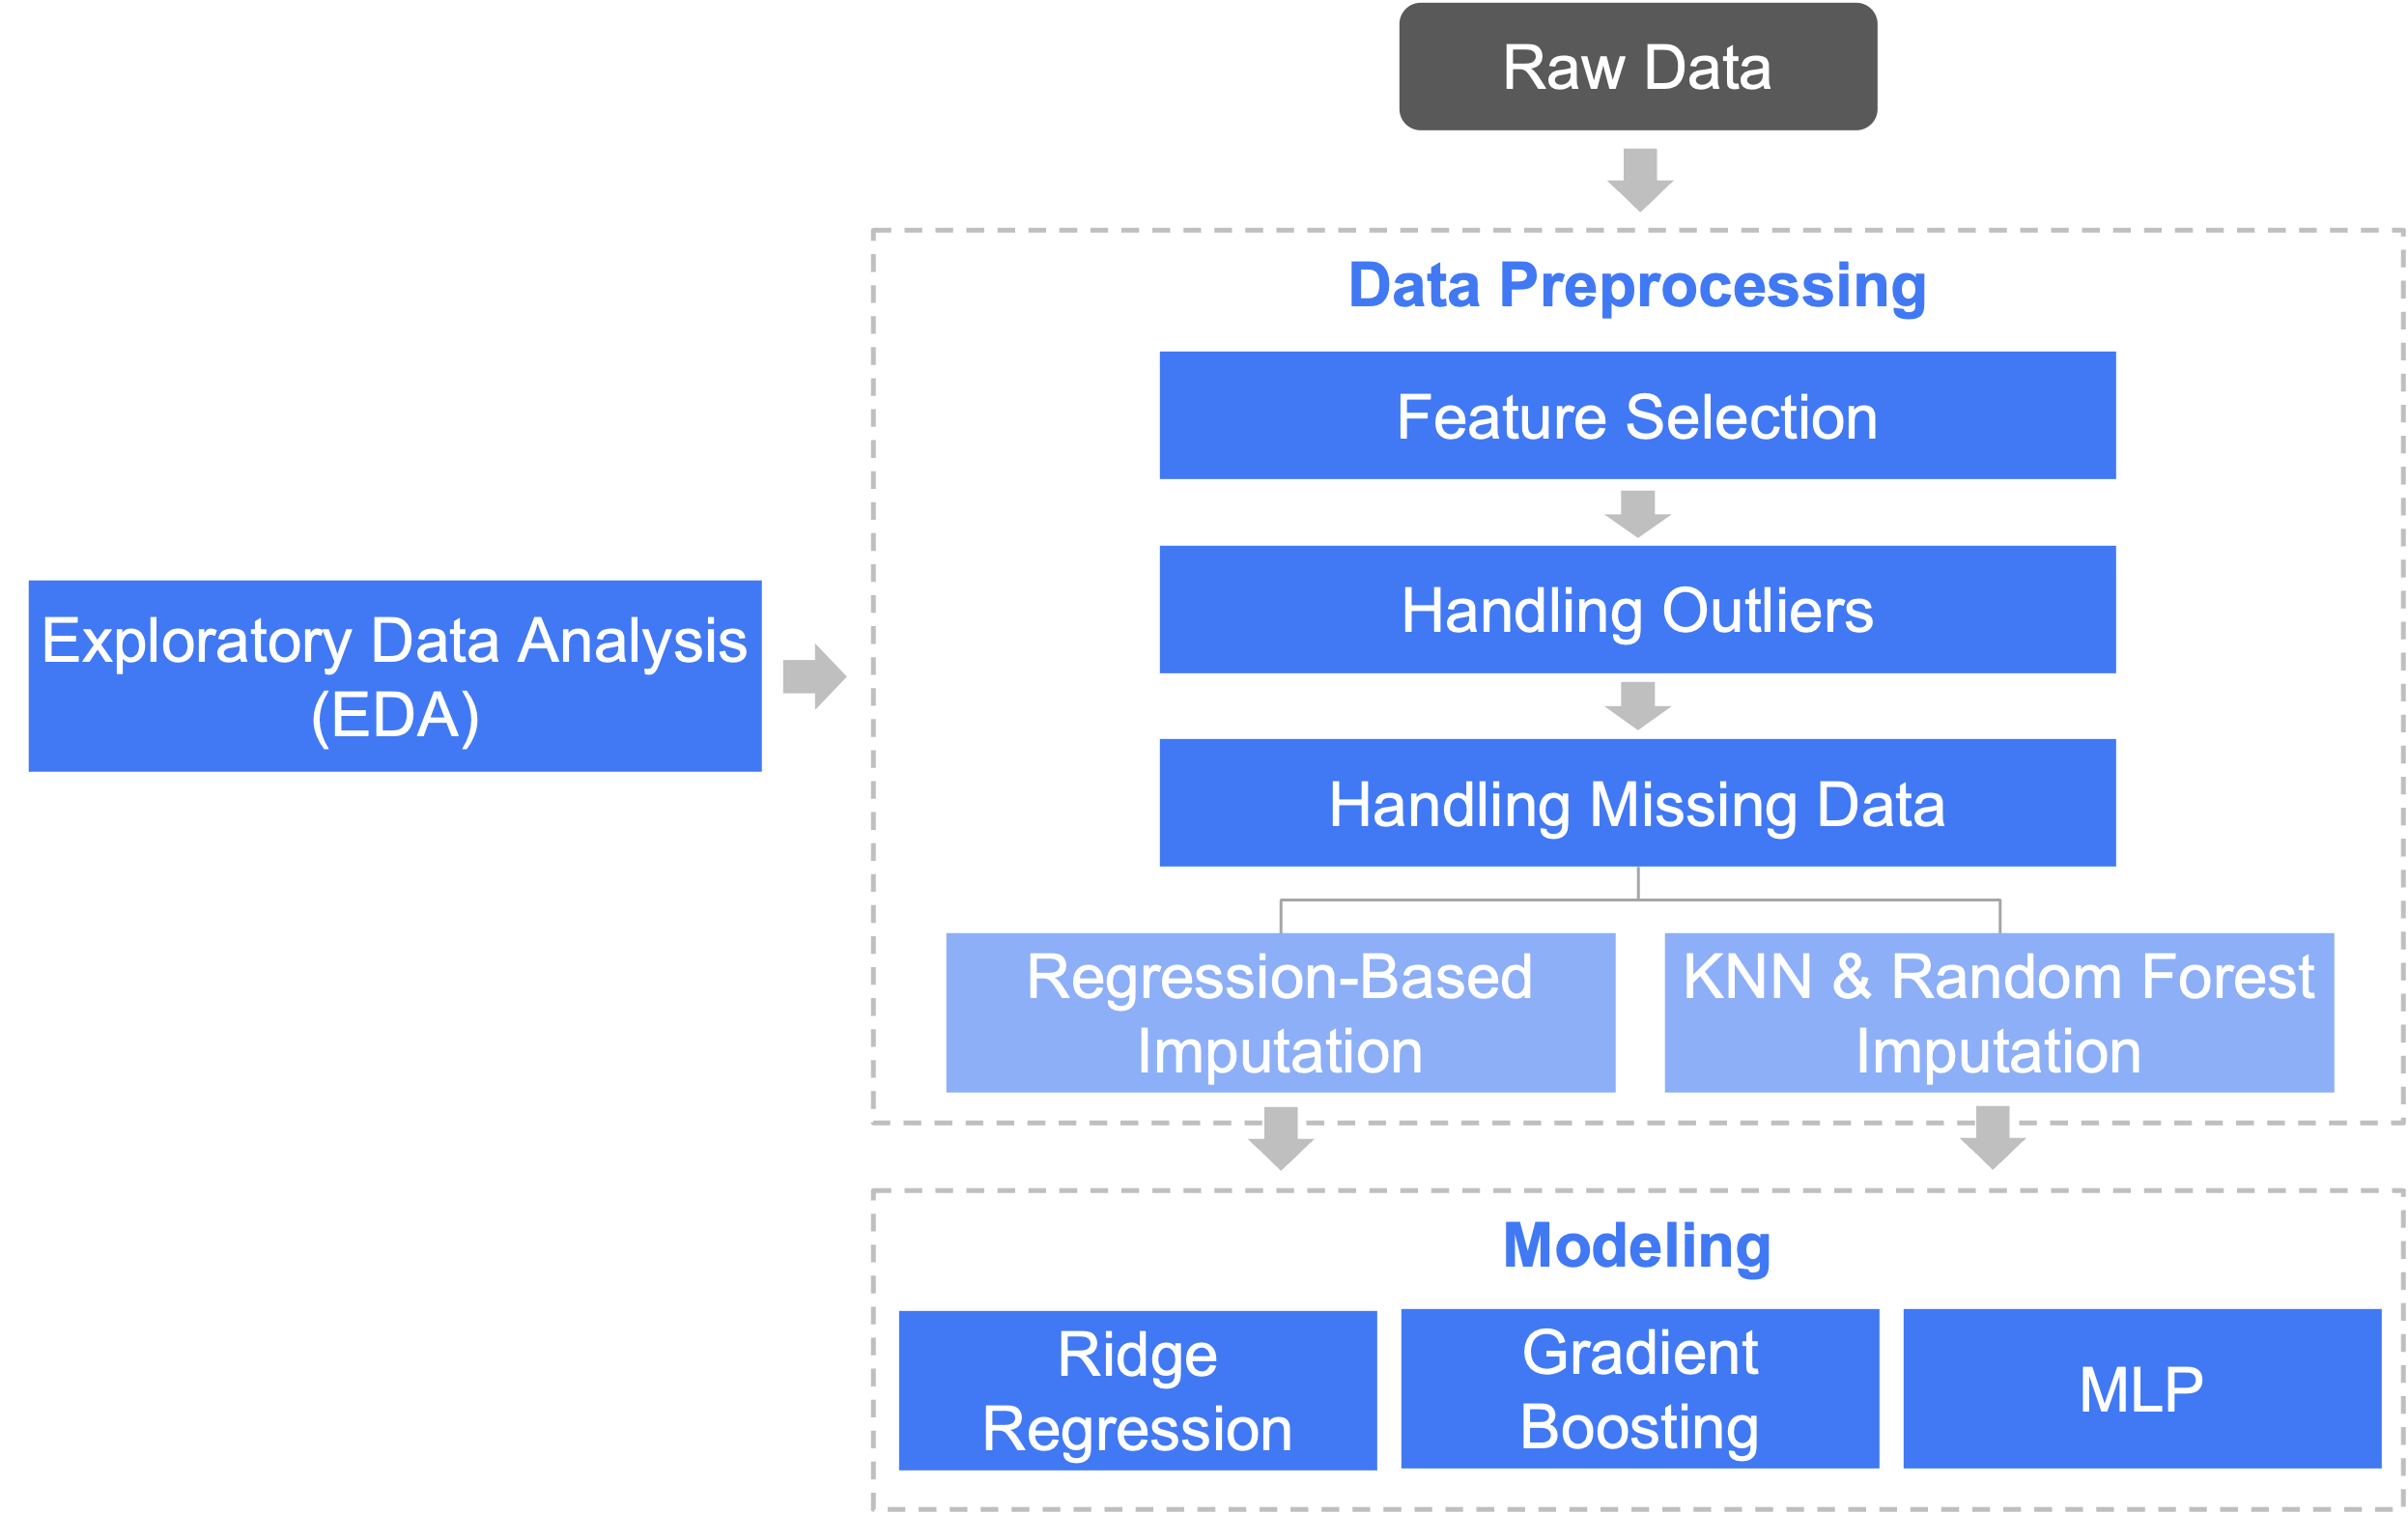 Raw Data
Data Preprocessing
Feature Selection
Handling Outliers
Exploratory Data Analysis
(EDA)
Handling Missing Data
Regression-Based
Imputation
KNN & Random Forest
Imputation
Modeling
Ridge
Regression
Gradient
Boosting
MLP